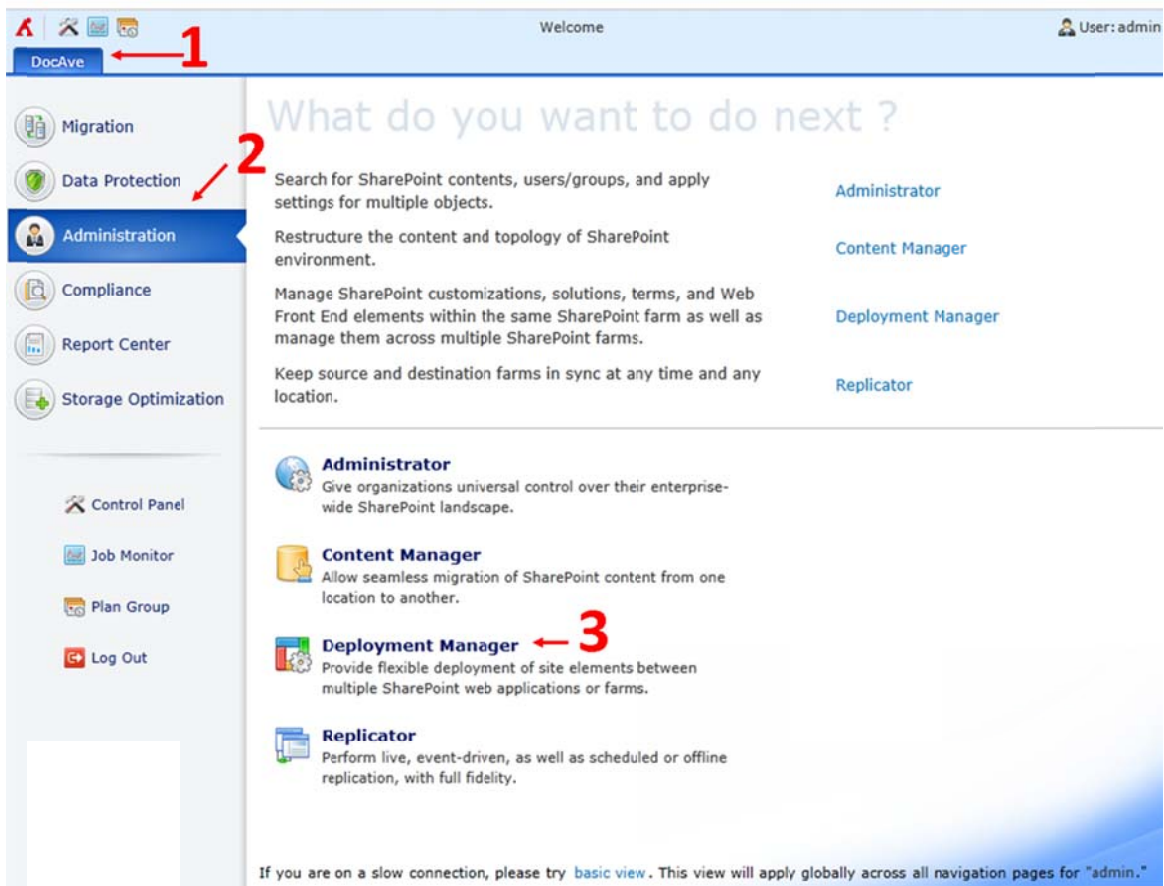 Welcome
User: admin
DocAve
1
Migration
2
Data Protection
Administration
Compliance
Report Center
Storage Optimization
Control Panel
Job Monitor
Plan Group
Log Out
What do you want to do next ?
Search for SharePoint contents, users/groups, and apply
settings for multiple objects.
Administrator
Restructure the content and topology of SharePoint
environment.
Content Manager
Manage SharePoint customizations, solutions, terms, and Web
Front End elements within the same SharePoint farm as well as
manage them across multiple SharePoint farms.
Deployment Manager
Keep source and destination farms in sync at any time and any
location.
Replicator
Administrator
Give organizations universal control over their enterprise-
wide SharePoint landscape.
Content Manager
Allow seamless migration of SharePoint content from one
location to another.
Deployment Manager
3
Provide flexible deployment of site elements between
multiple SharePoint web applications or farms.
Replicator
Perform live, event-driven, as well as scheduled or offline
replication, with full fidelity.
If you are on a slow connection, please try basic view. This view will apply globally across all navigation pages for "admin."